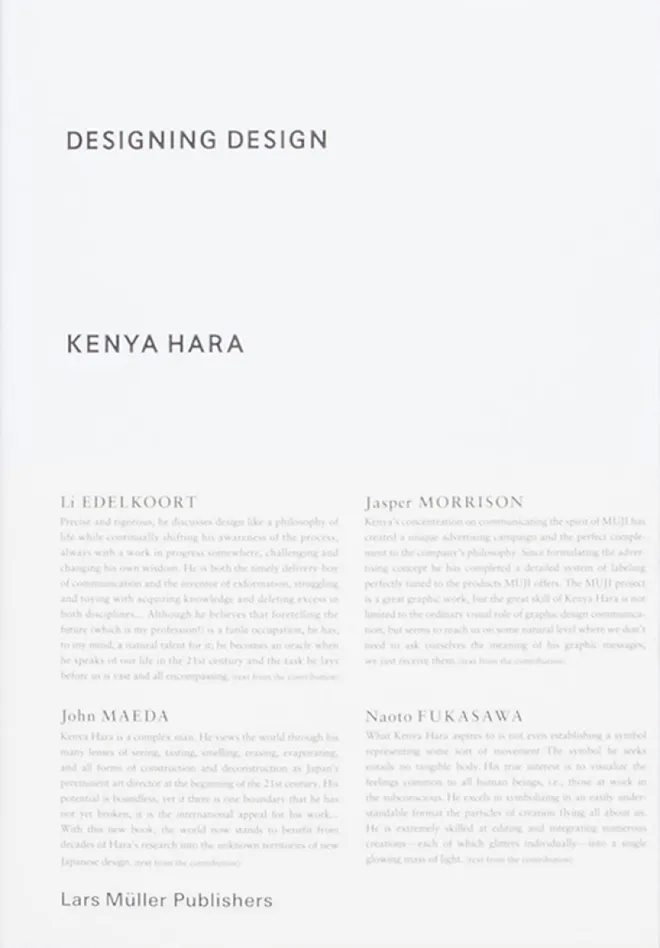 DESIGNING DESIGN
KENYA HARA
Li EDELKOORT
Precise and rigorous, he discusses design like a philosophy of
life while continually shifting his awareness of the process,
always with a work in progress somewhere, challenging and
changing his own wisdom. He is both the timely delivery boy
of communication and the inventor of exformation, struggling
and toying with acquiring knowledge and deleting excess in
both disciplines... Although he believes that foretelling the
future (which is my profession!) is a futile occupation, he has,
to my mind, a natural talent for it; he becomes an oracle when
he speaks of our life in the 21st century and the task he lays
before us is vast and all encompassing. (text from the contribution)
Jasper MORRISON
Kenya's concentration on communicating the spirit of MUJI has
created a unique advertising campaign and the perfect comple-
ment to the company's philosophy. Since formulating the adver-
tising concept he has completed a detailed system of labeling
perfectly tuned to the products MUJI offers. The MUJI project
is a great graphic work, but the great skill of Kenya Hara is not
limited to the ordinary visual role of graphic design communica-
tion, but seems to reach us on some natural level where we don't
need to ask ourselves the meaning of his graphic messages,
we just receive them. (text from the contribution)
John MAEDA
Kenya Hara is a complex man. He views the world through his
many lenses of seeing, tasting, smelling, erasing, evaporating,
and all forms of construction and deconstruction as Japan's
preeminent art director at the beginning of the 21st century. His
potential is boundless, yet if there is one boundary that he has
not yet broken, it is the international appeal for his work...
With this new book, the world now stands to benefit from
decades of Hara's research into the unknown territories of new
Japanese design. (text from the contribution)
Naoto FUKASAWA
What Kenya Hara aspires to is not even establishing a symbol
representing some sort of movement. The symbol he seeks
entails no tangible body. His true interest is to visualize the
feelings common to all human beings, i.e., those at work in
the subconscious. He excels in symbolizing in an easily under-
standable format the particles of creation flying all about us.
He is extremely skilled at editing and integrating numerous
creations—each of which glitters individually—into a single
glowing mass of light. (text from the contribution)
Lars Müller Publishers